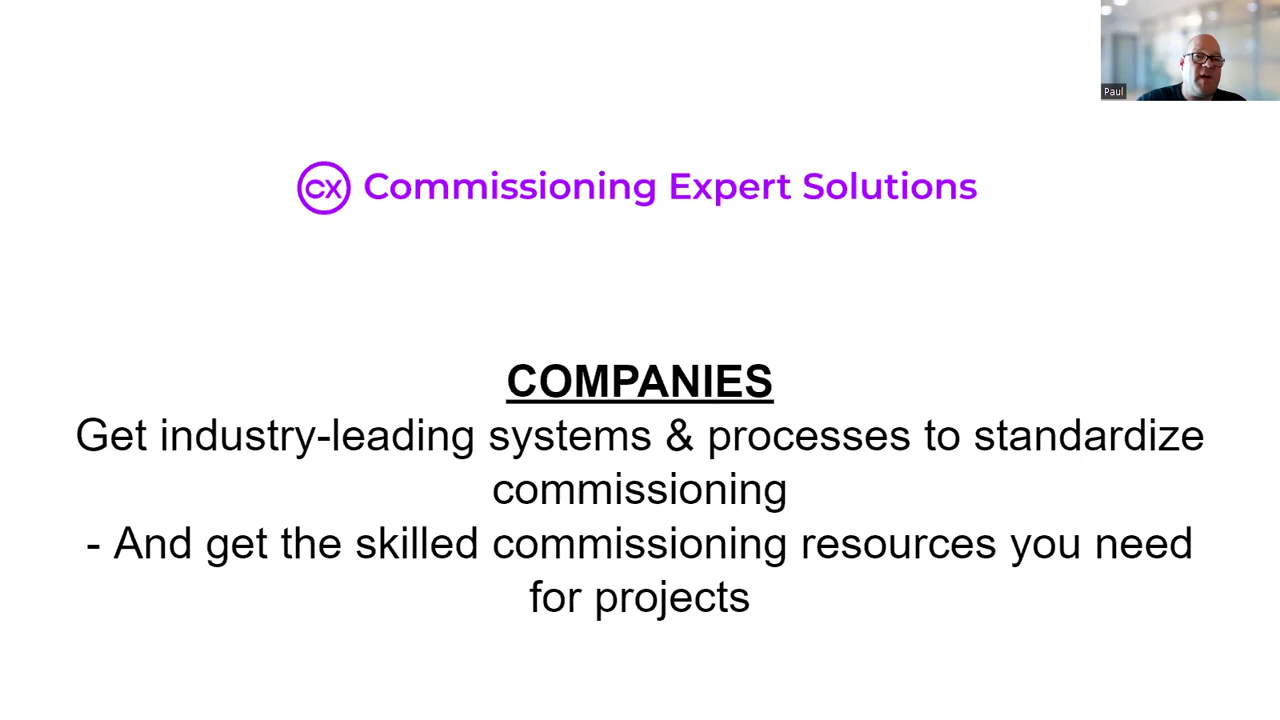 Paul
CX Commissioning Expert Solutions
COMPANIES
Get industry-leading systems & processes to standardize
commissioning
- And get the skilled commissioning resources you need
for projects